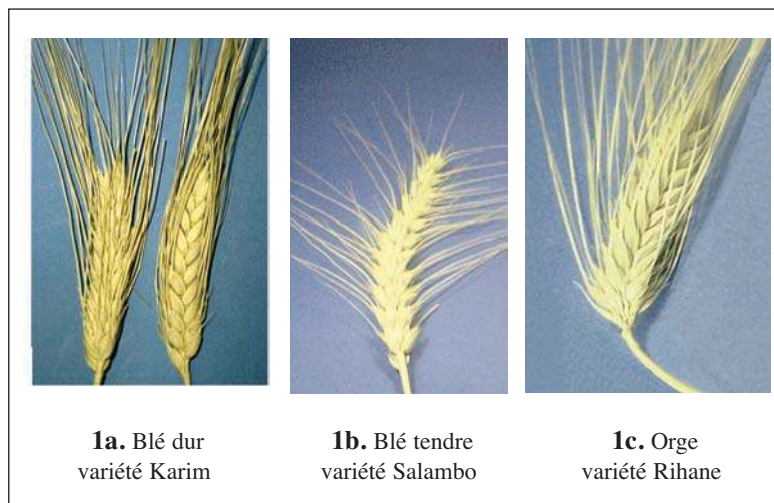 1a. Blé dur
variété Karim
1b. Blé tendre
variété Salambo
1c. Orge
variété Rihane